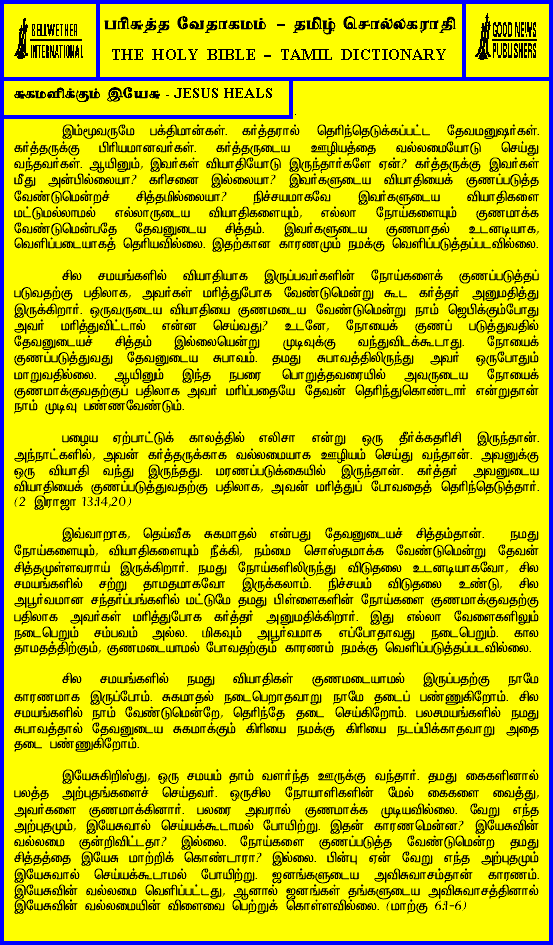 BELLWETHER
INTERNATIONAL
பரிசுத்த வேதாகமம் – தமிழ் சொல்லகராதி
THE HOLY BIBLE – TAMIL DICTIONARY
GOOD NEWS
PUBLISHERS
சுகமளிக்கும் இயேசு - JESUS HEALS
இம்மூவருமே பக்திமான்கள். கர்த்தரால் தெரிந்தெடுக்கப்பட்ட தேவமனுஷர்கள்.
கர்த்தருக்கு பிரியமானவர்கள். கர்த்தருடைய ஊழியத்தை வல்லமையோடு செய்து
வந்தவர்கள். ஆயினும், இவர்கள் வியாதியோடு இருந்தார்களே ஏன்? கர்த்தருக்கு இவர்கள்
மீது அன்பில்லையா? கரிசனை இல்லையா? இவர்களுடைய வியாதியைக் குணப்படுத்த
வேண்டுமென்றச் சித்தமில்லையா? நிச்சயமாகவே இவர்களுடைய வியாதிகளை
மட்டுமல்லாமல் எல்லாருடைய வியாதிகளையும், எல்லா நோய்களையும் குணமாக்க
வேண்டுமென்பதே தேவனுடைய சித்தம். இவர்களுடைய குணமாதல் உடனடியாக,
வெளிப்படையாகத் தெரியவில்லை. இதற்கான காரணமும் நமக்கு வெளிப்படுத்தப்படவில்லை.
சில சமயங்களில் வியாதியாக இருப்பவர்களின் நோய்களைக் குணப்படுத்தப்
படுவதற்கு பதிலாக, அவர்கள் மரித்துபோக வேண்டுமென்று கூட கர்த்தர் அனுமதித்து
இருக்கிறார். ஒருவருடைய வியாதியை குணமடைய வேண்டுமென்று நாம் ஜெபிக்கும்போது
அவர் மரித்துவிட்டால் என்ன செய்வது? உடனே, நோயைக் குணப் படுத்துவதில்
தேவனுடைய சித்தம் இல்லையென்று முடிவுக்கு வந்துவிடக்கூடாது. நோயைக்
குணப்படுத்துவது தேவனுடைய சுபாவம். தமது சுபாவத்திலிருந்து அவர் ஒருபோதும்
மாறுவதில்லை. ஆயினும் இந்த நபரை பொறுத்தவரையில் அவருடைய நோயைக்
குணமாக்குவதற்குப் பதிலாக அவர் மரிப்பதையே தேவன் தெரிந்துகொண்டார் என்றுதான்
நாம் முடிவு பண்ணவேண்டும்.
பழைய ஏற்பாட்டுக் காலத்தில் எலிசா என்று ஒரு தீர்க்கதரிசி இருந்தான்.
அந்நாட்களில், அவன் கர்த்தருக்காக வல்லமையாக ஊழியம் செய்து வந்தான். அவனுக்கு
ஒரு வியாதி வந்து இருந்தது. மரணப்படுக்கையில் இருந்தான். கர்த்தர் அவனுடைய
வியாதியைக் குணப்படுத்துவதற்கு பதிலாக, அவன் மரித்துப் போவதைத் தெரிந்தெடுத்தார்.
(2 இராஜா 13:14,20)
இவ்வாறாக, தெய்வீக சுகமாதல் என்பது தேவனுடையச் சித்தம்தான். நமது
நோய்களையும், வியாதிகளையும் நீக்கி, நம்மை சொஸ்தமாக்க வேண்டுமென்று தேவன்
சித்தமுள்ளவராய் இருக்கிறார். நமது நோய்களிலிருந்து விடுதலை உடனடியாகவோ, சில
சமயங்களில் சற்று தாமதமாகவோ இருக்கலாம். நிச்சயம் விடுதலை உண்டு, சில
அபூர்வமான சந்தர்ப்பங்களில் மட்டுமே தமது பிள்ளைகளின் நோய்களை குணமாக்குவதற்கு
பதிலாக அவர்கள் மரித்துபோக கர்த்தர் அனுமதிக்கிறார். இது எல்லா வேளைகளிலும்
நடைபெறும் சம்பவம் அல்ல. மிகவும் அபூர்வமாக எப்போதாவது நடைபெறும். கால
தாமதத்திற்கும், குணமடையாமல் போவதற்கும் காரணம் நமக்கு வெளிப்படுத்தப்படவில்லை.
சில சமயங்களில் நமது வியாதிகள் குணமடையாமல் இருப்பதற்கு நாமே
காரணமாக இருப்போம். சுகமாதல் நடைபெறாதவாறு நாமே தடைப் பண்ணுகிறோம். சில
சமயங்களில் நாம் வேண்டுமென்றே, தெரிந்தே தடை செய்கிறோம். பலசமயங்களில் நமது
சுபாவத்தால் தேவனுடைய சுகமாக்கும் கிரியை நமக்கு கிரியை நடப்பிக்காதவாறு அதை
தடை பண்ணுகிறோம்.
இயேசுகிறிஸ்து, ஒரு சமயம் தாம் வளர்ந்த ஊருக்கு வந்தார். தமது கைகளினால்
பலத்த அற்புதங்களைச் செய்தவர். ஒருசில நோயாளிகளின் மேல் கைகளை வைத்து,
அவர்களை குணமாக்கினார். பலரை அவரால் குணமாக்க முடியவில்லை. வேறு எந்த
அற்புதமும், இயேசுவால் செய்யக்கூடாமல் போயிற்று. இதன் காரணமென்ன? இயேசுவின்
வல்லமை குன்றிவிட்டதா? இல்லை. நோய்களை குணப்படுத்த வேண்டுமென்ற தமது
சித்தத்தை இயேசு மாற்றிக் கொண்டாரா? இல்லை. பின்பு ஏன் வேறு எந்த அற்புதமும்
இயேசுவால் செய்யக்கூடாமல் போயிற்று. ஜனங்களுடைய அவிசுவாசம்தான் காரணம்.
இயேசுவின் வல்லமை வெளிப்பட்டது, ஆனால் ஜனங்கள் தங்களுடைய அவிசுவாசத்தினால்
இயேசுவின் வல்லமையின் விளைவை பெற்றுக் கொள்ளவில்லை. (மாற்கு 6:1-6)